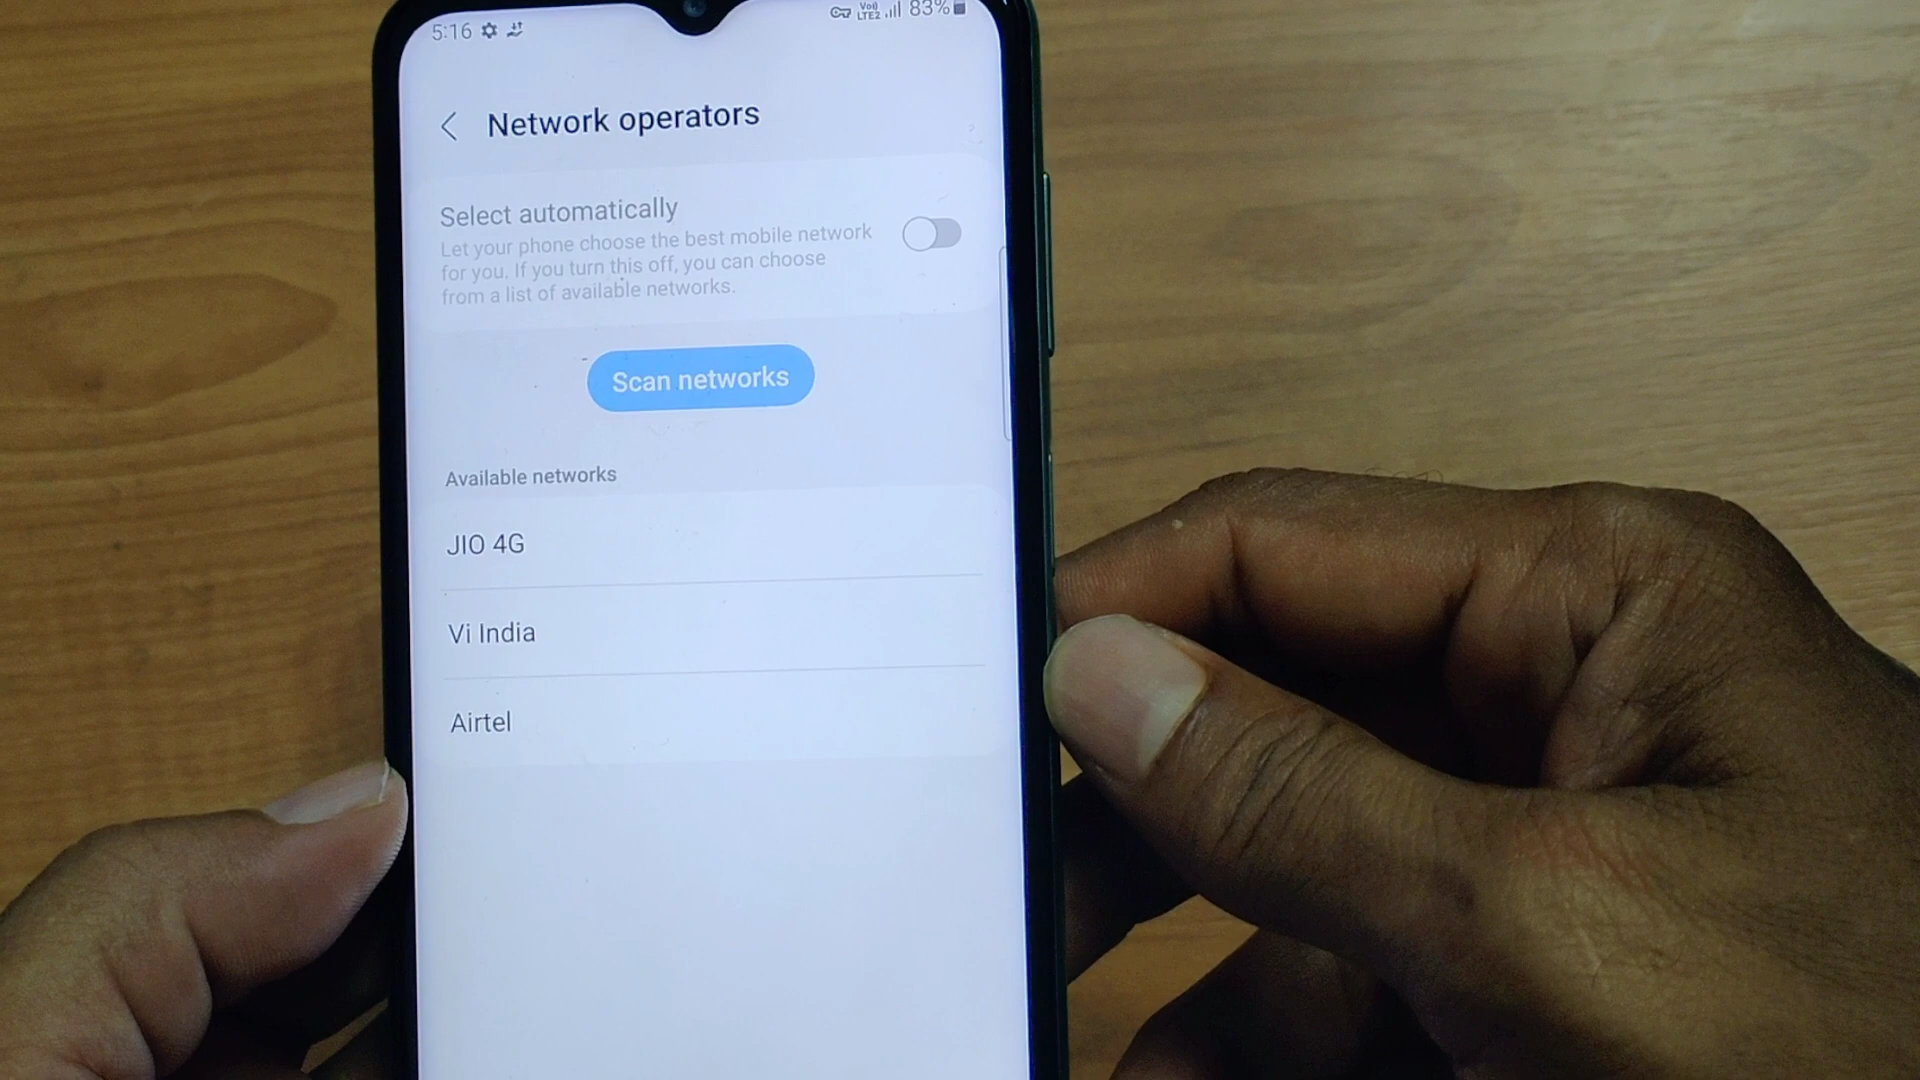 5:16
Vo)) LTE2 83%
Network operators
Select automatically
Let your phone choose the best mobile network
for you. If you turn this off, you can choose
from a list of available networks.
Scan networks
Available networks
JIO 4G
Vi India
Airtel